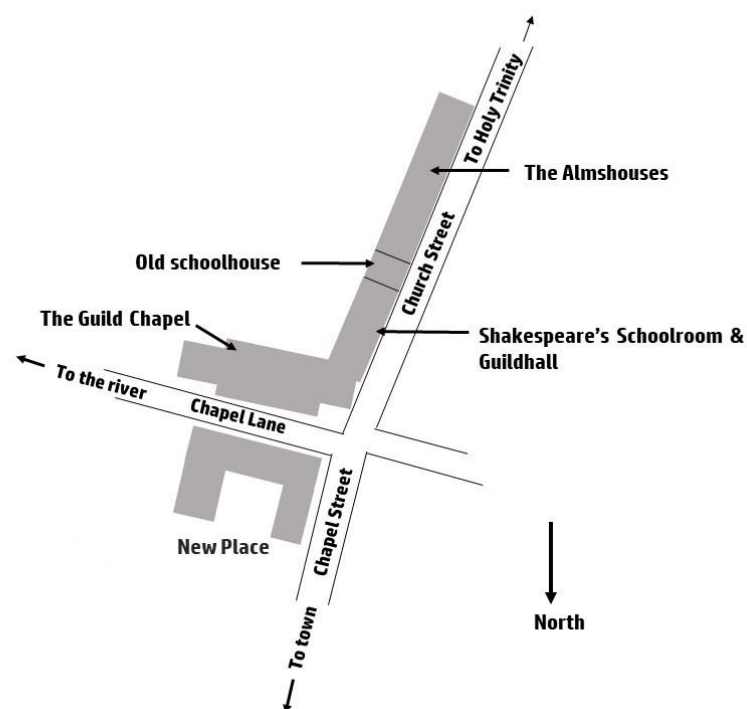 To Holy Trinity
The Almshouses
Church Street
Old schoolhouse
The Guild Chapel
Shakespeare's Schoolroom &
Guildhall
To the river
Chapel Lane
New Place
Chapel Street
North
To town